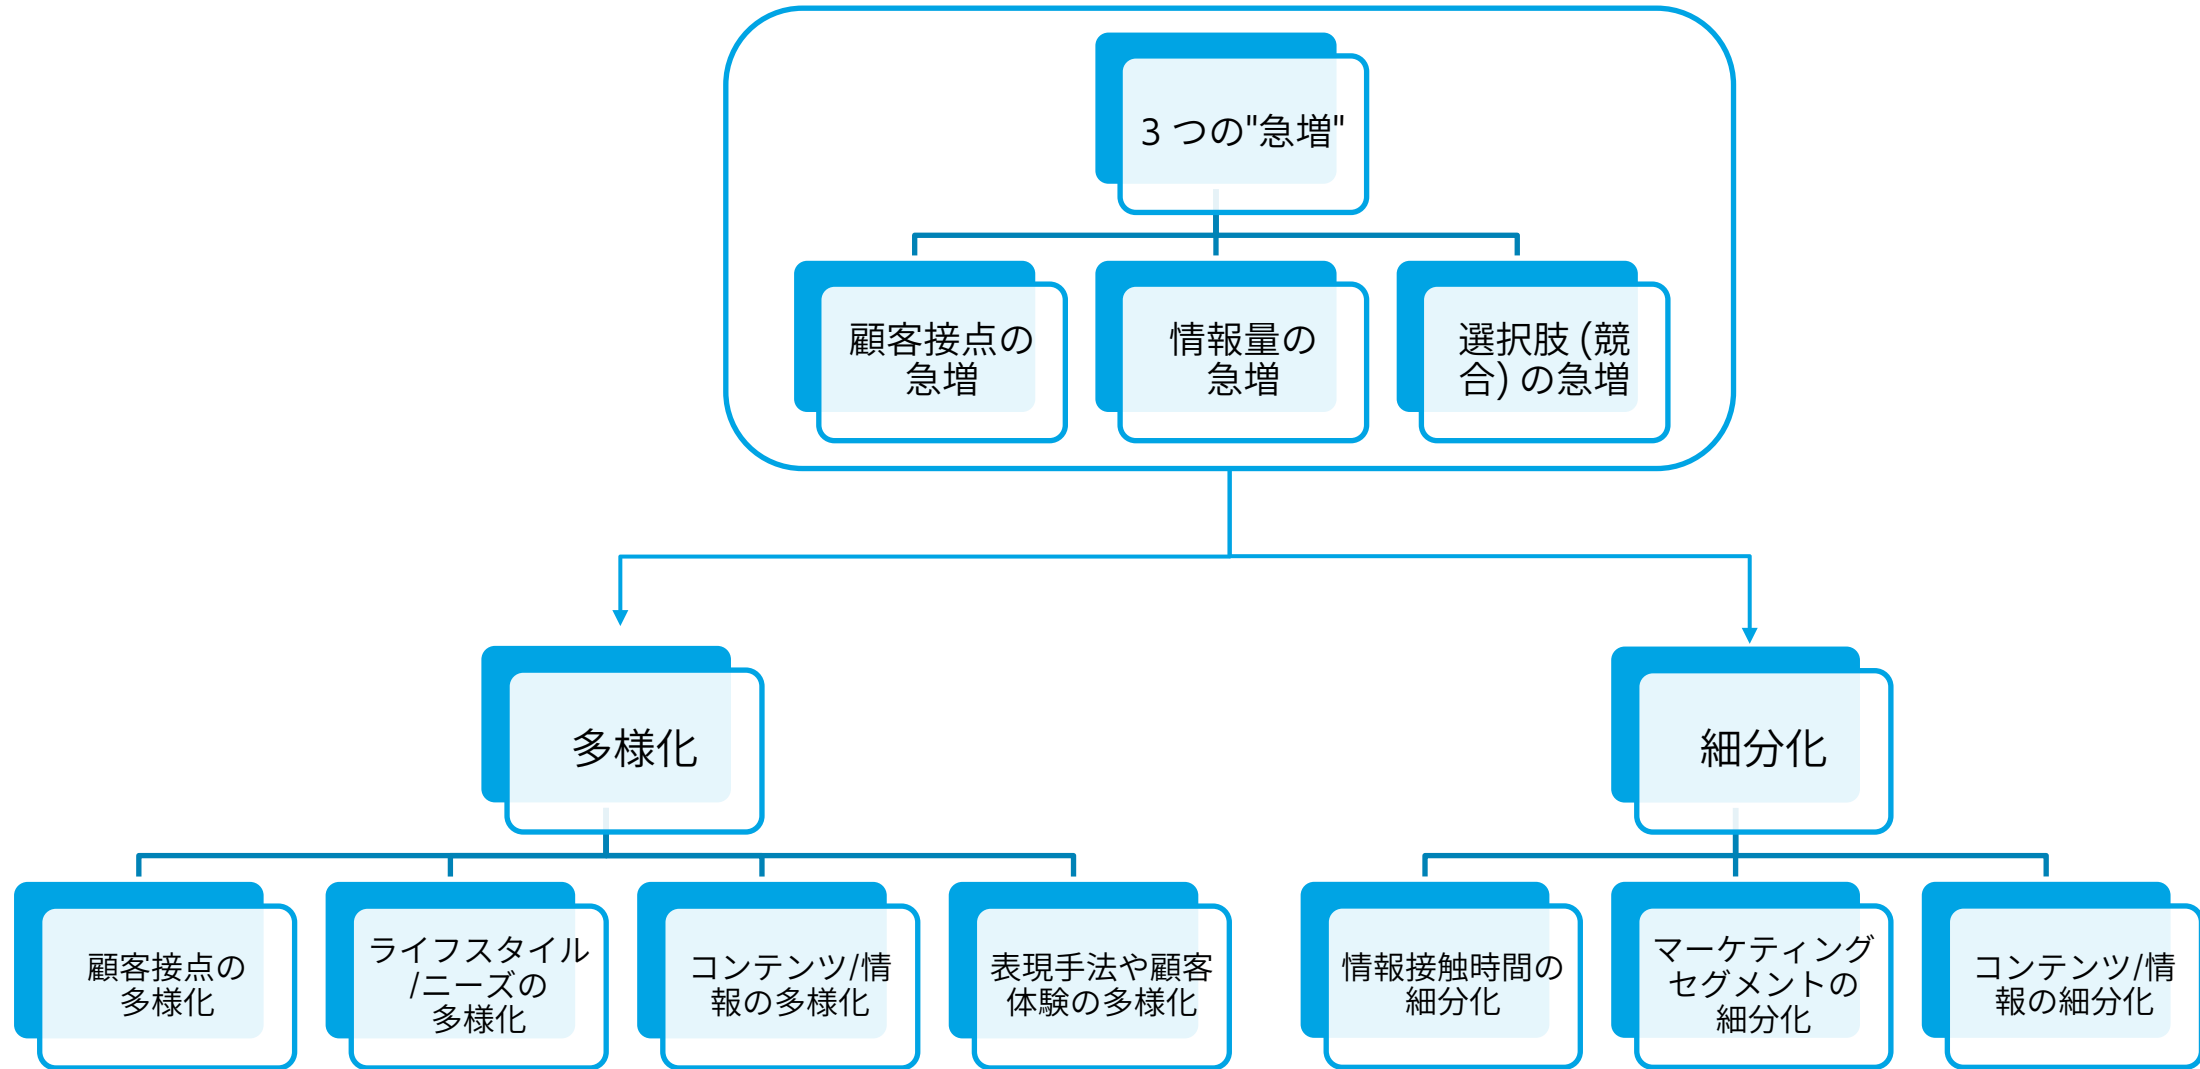 3 つの"急増"
顧客接点の
急増
情報量の
急増
選択肢 (競
合) の急増
多様化
細分化
顧客接点の
多様化
ライフスタイル
/ニーズの
多様化
コンテンツ/情
報の多様化
表現手法や顧客
体験の多様化
情報接触時間の
細分化
マーケティング
セグメントの
細分化
コンテンツ/情
報の細分化